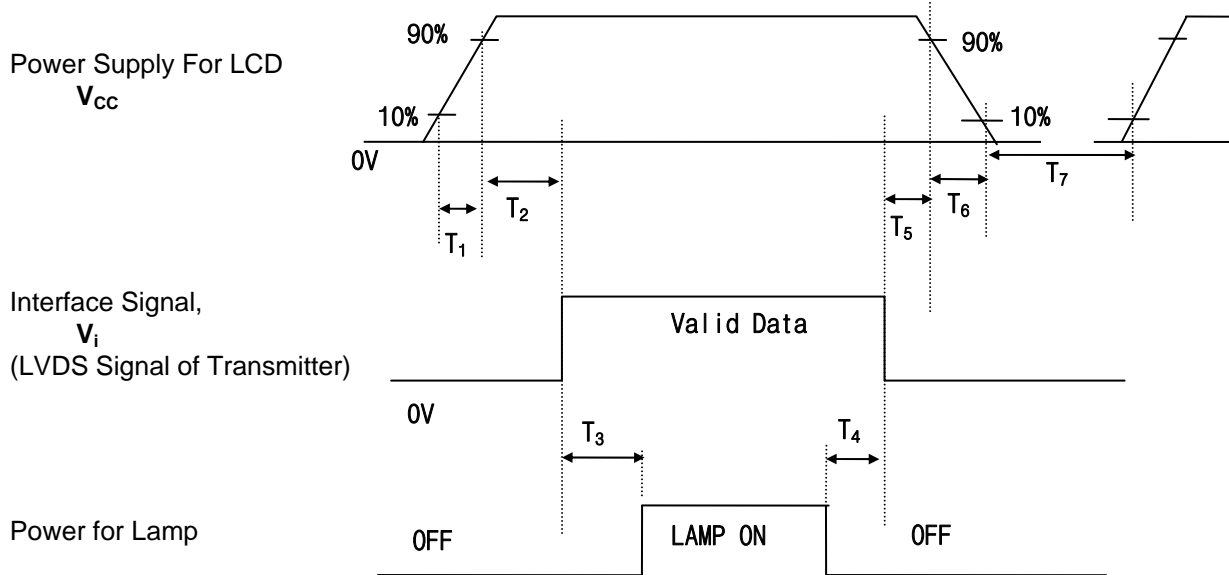 Power Supply For LCD
VCC
90%
10%
0V
90%
10%
T1
T2
T5
T6
T7
Interface Signal,
Vi
(LVDS Signal of Transmitter)
Valid Data
0V
T3
T4
Power for Lamp
OFF
LAMP ON
OFF